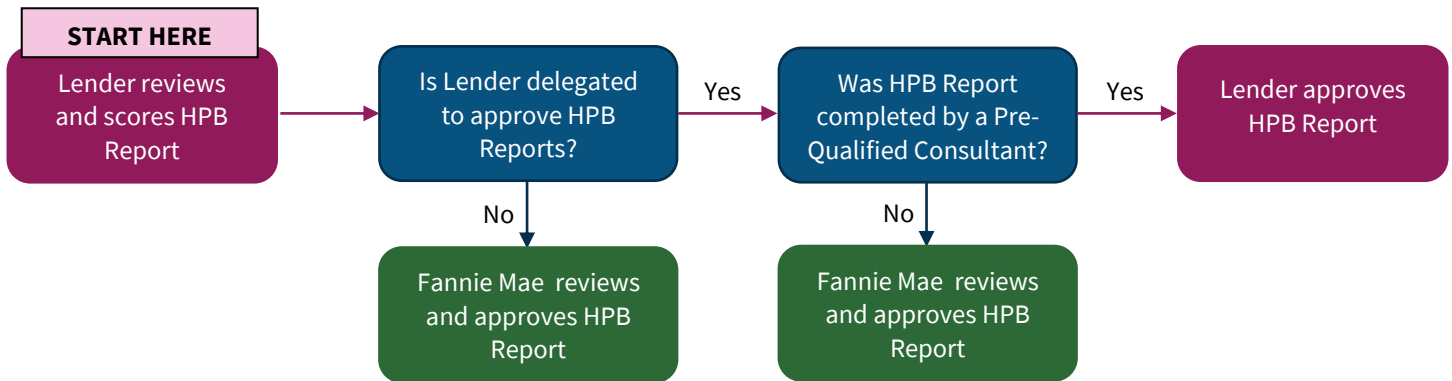 START HERE
Lender reviews
and scores HPB
Report
Is Lender delegated
to approve HPB
Reports?
Yes
Was HPB Report
completed by a Pre-
Qualified Consultant?
Yes
Lender approves
HPB Report
No
Fannie Mae reviews
and approves HPB
Report
No
Fannie Mae reviews
and approves HPB
Report